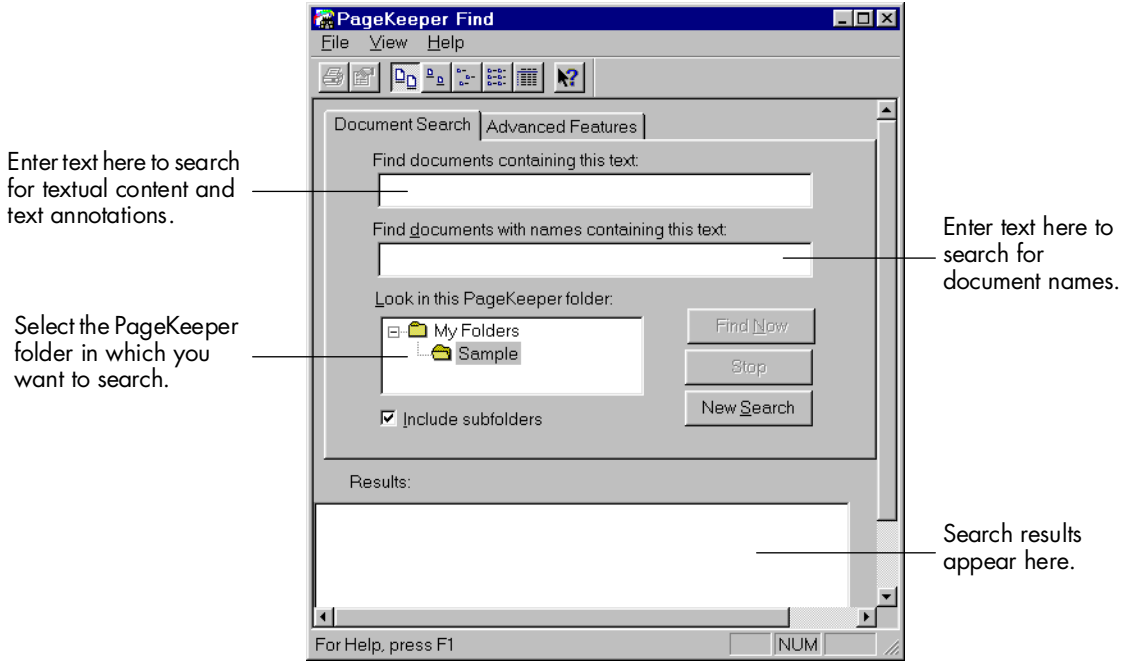 PageKeeper Find
File View Help
Document Search
Advanced Features
Find documents containing this text:
Enter text here to search
for textual content and
text annotations.
Find documents with names containing this text:
Enter text here to
search for
document names.
Look in this PageKeeper folder:
My Folders
Sample
Select the PageKeeper
folder in which you
want to search.
Find Now
Stop
New Search
Include subfolders
Results:
Search results
appear here.
For Help, press F1
NUM